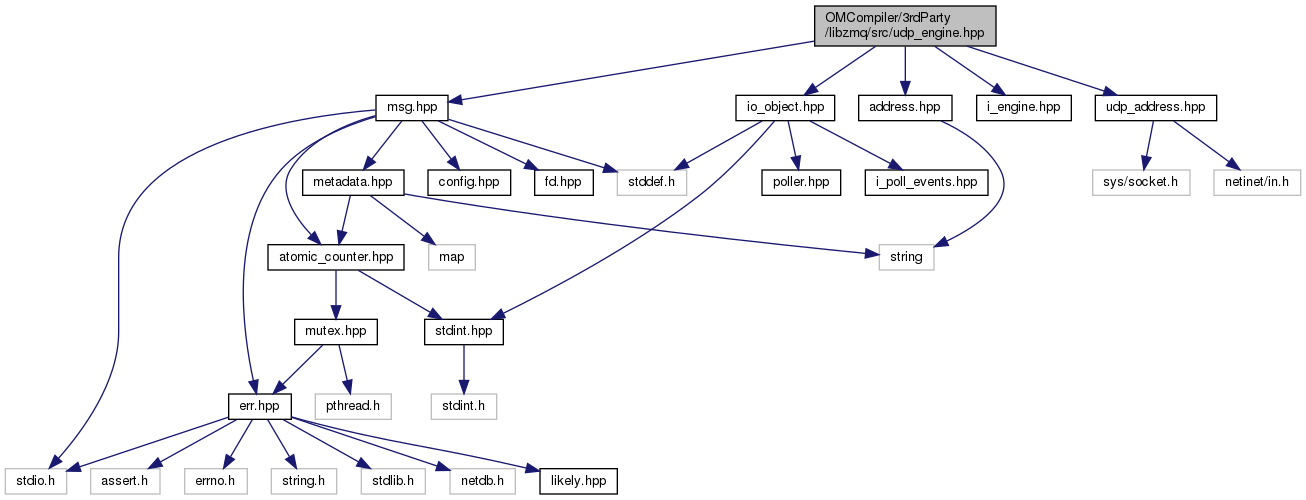 OMCompiler/3rdParty
/libzmq/src/udp_engine.hpp
msg.hpp
io_object.hpp
address.hpp
i_engine.hpp
udp_address.hpp
metadata.hpp
config.hpp
fd.hpp
stddef.h
poller.hpp
i_poll_events.hpp
sys/socket.h
netinet/in.h
atomic_counter.hpp
map
string
mutex.hpp
stdint.hpp
err.hpp
pthread.h
stdint.h
stdio.h
assert.h
errno.h
string.h
stdlib.h
netdb.h
likely.hpp